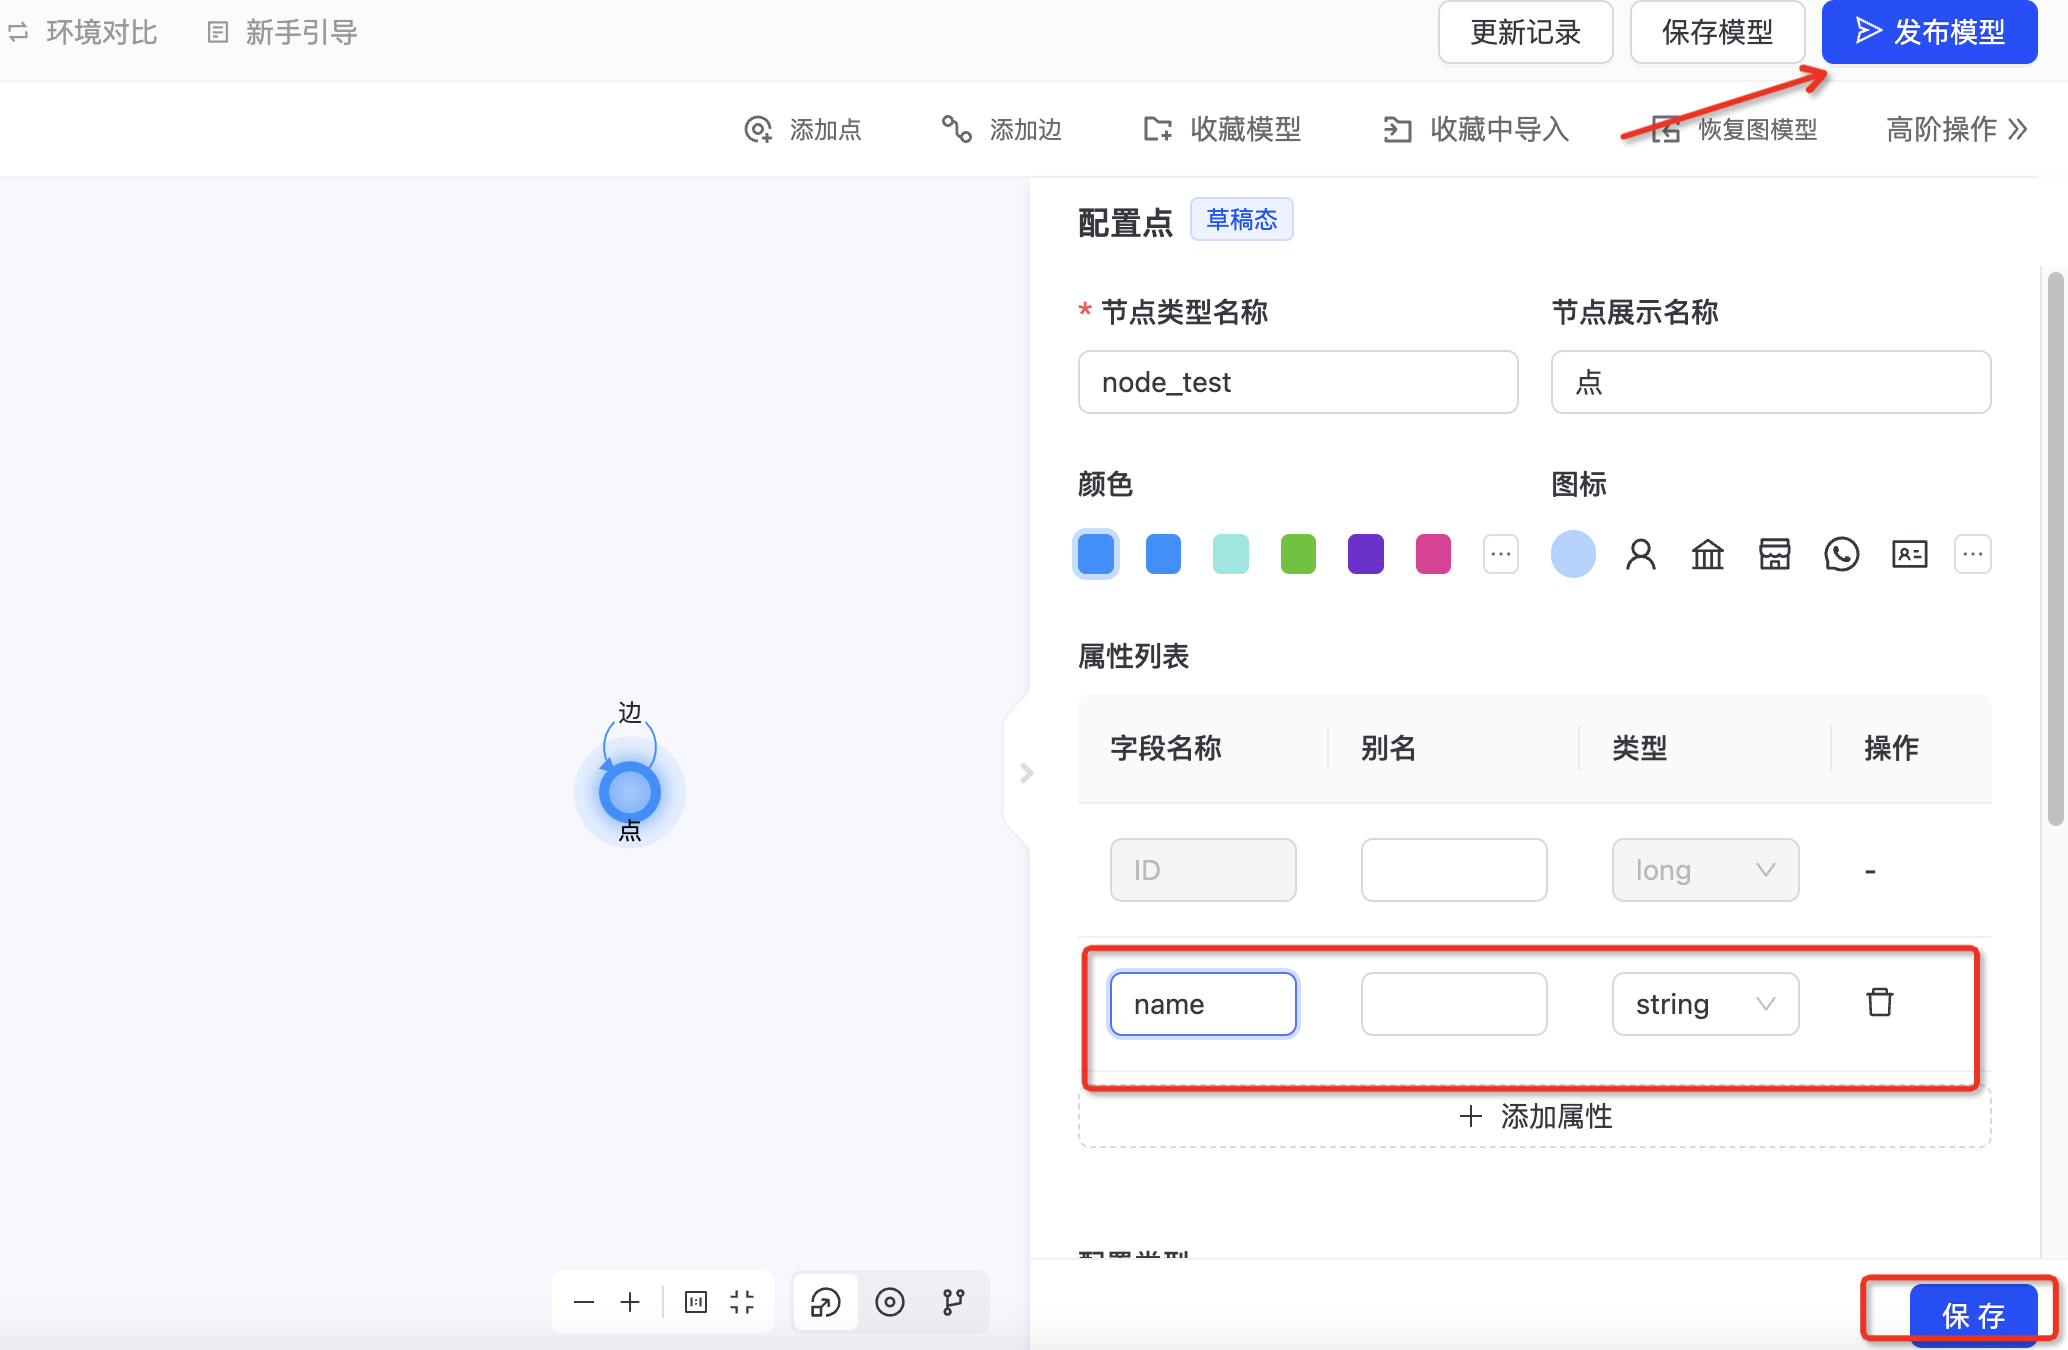 环境对比 新手引导 更新记录 保存模型 发布模型
添加点 添加边 收藏模型 收藏中导入 恢复图模型 高阶操作
配置点 草稿态
* 节点类型名称 节点展示名称
node_test 点
颜色 图标
属性列表
字段名称 别名 类型 操作
ID long -
name string
+ 添加属性
配置类型
保存
边
点